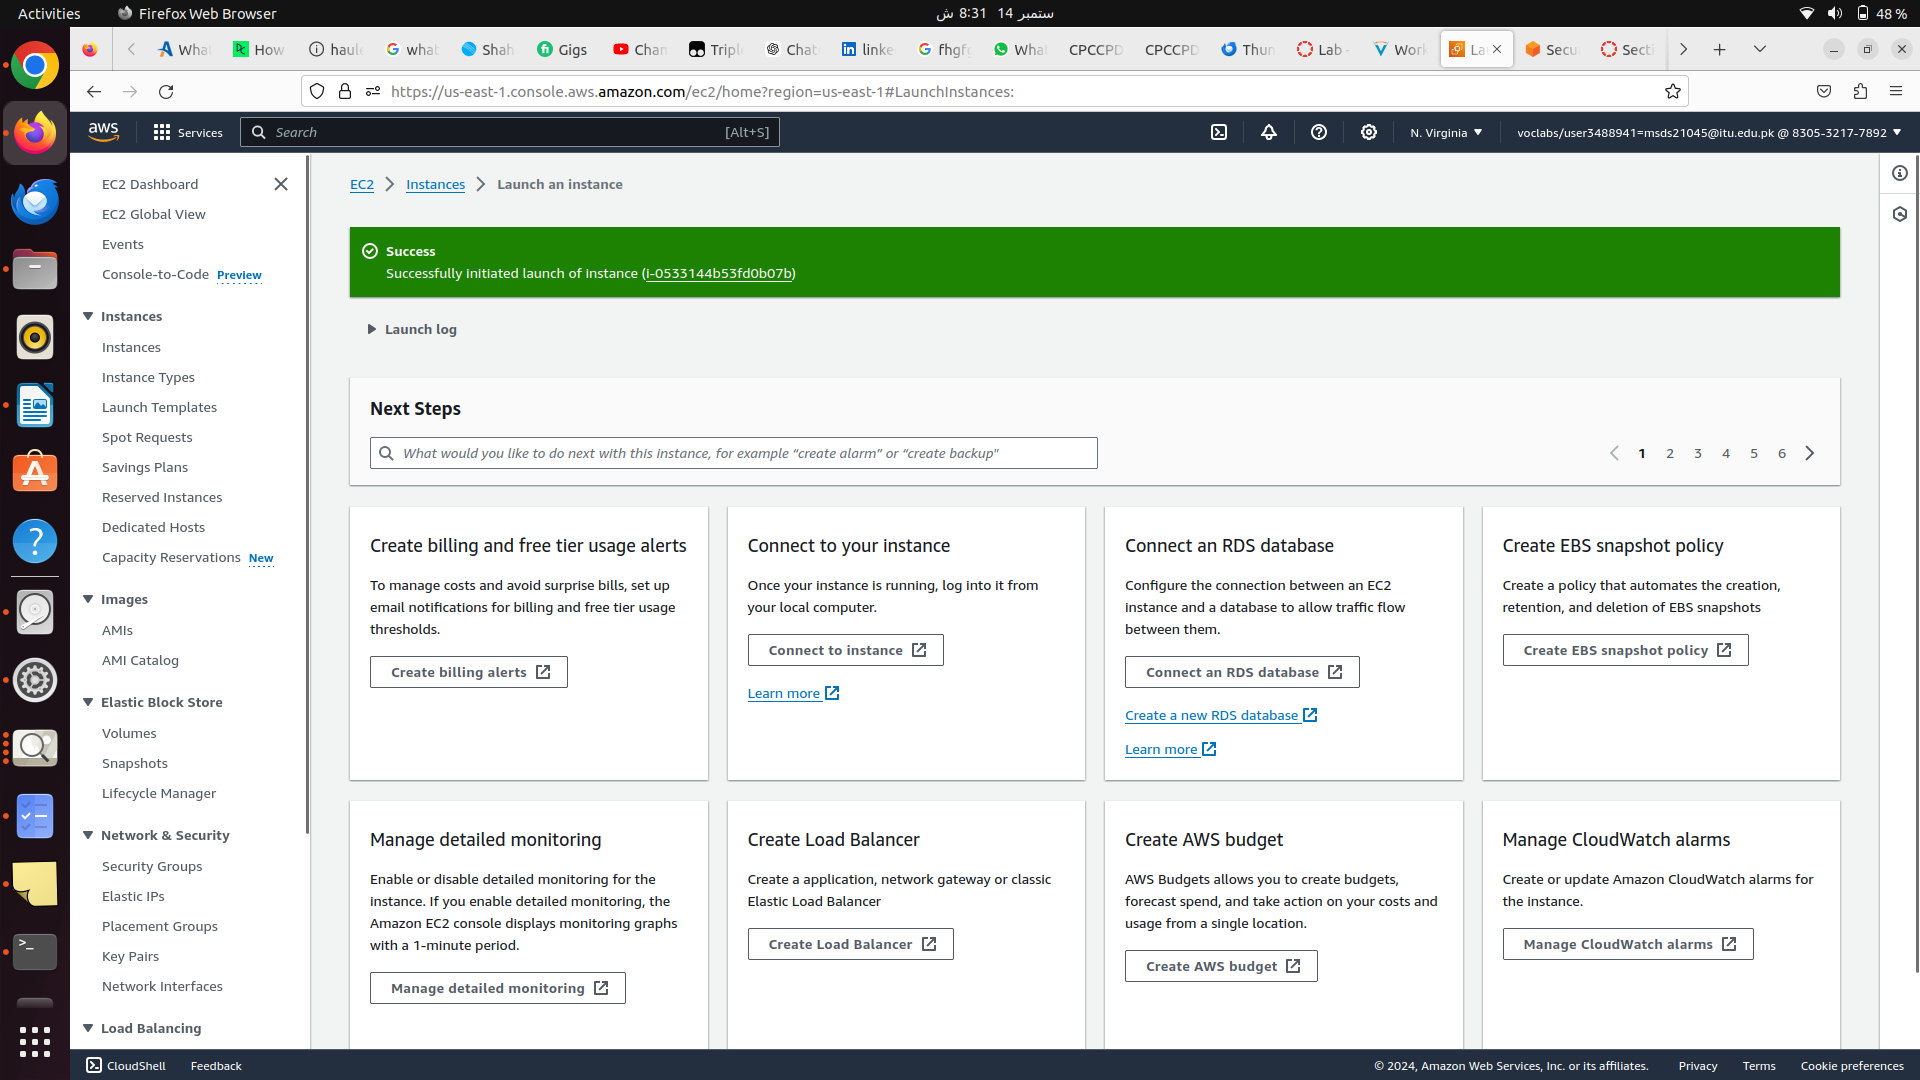 Activities
Firefox Web Browser
ستمبر 14 8:31 ش
48 %
What
How
haule
what
Shah
Gigs
Chan
Triple
Chat
linke
fhgfg
What
CPCCPD
CPCCPD
Thun
Lab -
Work
La
Secu
Secti
https://us-east-1.console.aws.amazon.com/ec2/home?region=us-east-1#LaunchInstances:
aws
Services
Search
[Alt+S]
N. Virginia
voclabs/user3488941=msds21045@itu.edu.pk @ 8305-3217-7892
EC2 Dashboard
EC2 Global View
Events
Console-to-Code Preview
Instances
Instances
Instance Types
Launch Templates
Spot Requests
Savings Plans
Reserved Instances
Dedicated Hosts
Capacity Reservations New
Images
AMIs
AMI Catalog
Elastic Block Store
Volumes
Snapshots
Lifecycle Manager
Network & Security
Security Groups
Elastic IPs
Placement Groups
Key Pairs
Network Interfaces
Load Balancing
EC2 > Instances > Launch an instance
Success
Successfully initiated launch of instance (i-0533144b53fd0b07b)
Launch log
Next Steps
What would you like to do next with this instance, for example “create alarm” or “create backup”
1 2 3 4 5 6
Create billing and free tier usage alerts
To manage costs and avoid surprise bills, set up
email notifications for billing and free tier usage
thresholds.
Create billing alerts
Connect to your instance
Once your instance is running, log into it from
your local computer.
Connect to instance
Learn more
Connect an RDS database
Configure the connection between an EC2
instance and a database to allow traffic flow
between them.
Connect an RDS database
Create a new RDS database
Learn more
Create EBS snapshot policy
Create a policy that automates the creation,
retention, and deletion of EBS snapshots
Create EBS snapshot policy
Manage detailed monitoring
Enable or disable detailed monitoring for the
instance. If you enable detailed monitoring, the
Amazon EC2 console displays monitoring graphs
with a 1-minute period.
Manage detailed monitoring
Create Load Balancer
Create a application, network gateway or classic
Elastic Load Balancer
Create Load Balancer
Create AWS budget
AWS Budgets allows you to create budgets,
forecast spend, and take action on your costs and
usage from a single location.
Create AWS budget
Manage CloudWatch alarms
Create or update Amazon CloudWatch alarms for
the instance.
Manage CloudWatch alarms
CloudShell
Feedback
© 2024, Amazon Web Services, Inc. or its affiliates.
Privacy
Terms
Cookie preferences